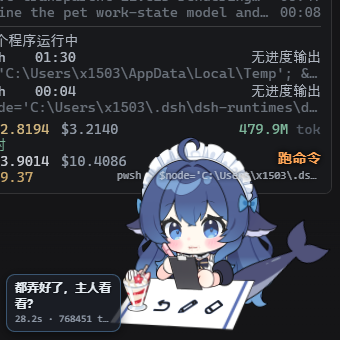 ine the pet work-state model and… 00:08
个程序运行中
h 01:30 无进度输出
'C:\Users\x1503\AppData\Local\Temp'; &…
h 00:04 无进度输出
de='C:\Users\x1503\.dsh\dsh-runtimes\d…
2.8194 $3.2140 479.9M tok
时
3.9014 $10.4086 跑命令
9.37 pwsh · $node='C:\Users\x1503\.ds…
都弄好了，主人看
看?
28.2s · 768451 t…